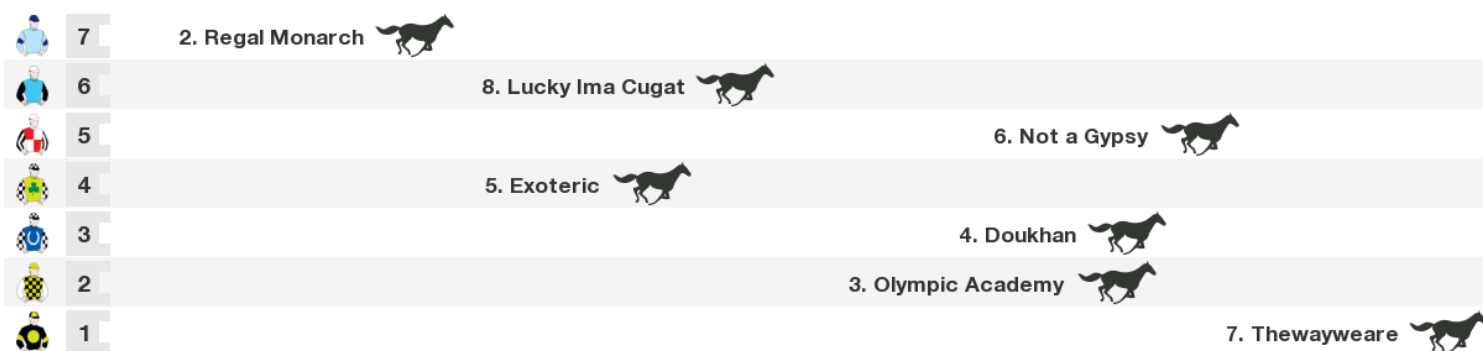 7 2. Regal Monarch
6 8. Lucky Ima Cugat
5 6. Not a Gypsy
4 5. Exoteric
3 4. Doukhan
2 3. Olympic Academy
1 7. Thewayweare